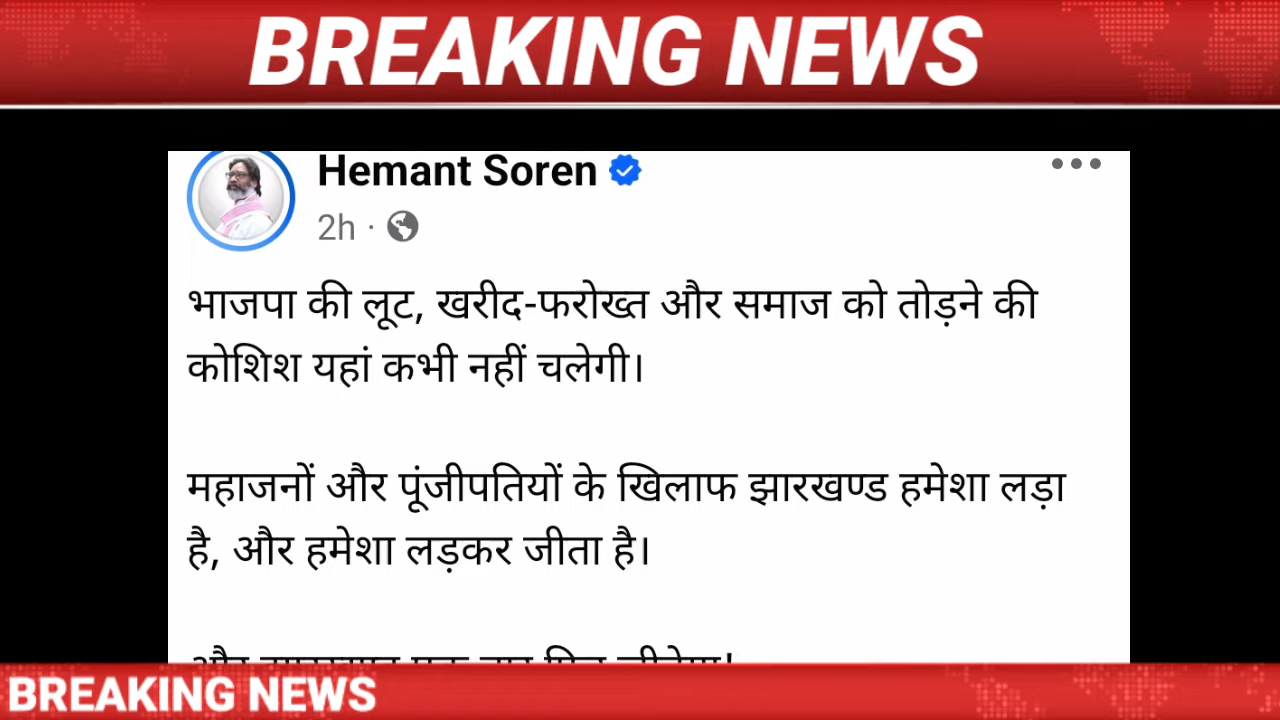 BREAKING NEWS
Hemant Soren
2h ·
भाजपा की लूट, खरीद-फरोख्त और समाज को तोड़ने की
कोशिश यहां कभी नहीं चलेगी।
महाजनों और पूंजीपतियों के खिलाफ झारखण्ड हमेशा लड़ा
है, और हमेशा लड़कर जीता है।
BREAKING NEWS